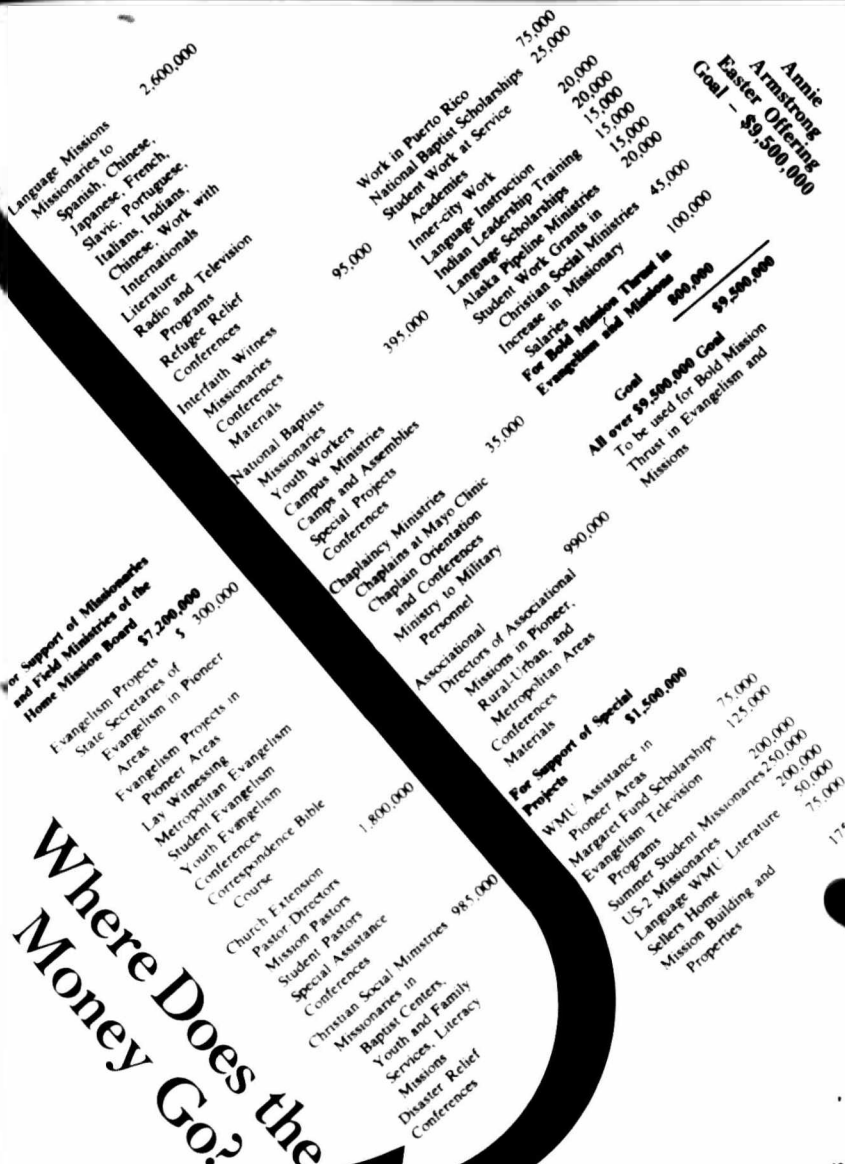 Where Does the
Money Go?
Annie
Armstrong
Easter Offering
Goal – $9,500,000
or Support of Missionaries
and Field Ministries of the
Home Mission Board $7,200,000
Evangelism Projects $ 300,000
State Secretaries of
Evangelism in Pioneer
Areas
Evangelism Projects in
Pioneer Areas
Lay Witnessing
Metropolitan Evangelism
Student Evangelism
Youth Evangelism
Conferences
Correspondence Bible
Course
Church Extension 1,800,000
Pastor-Directors
Mission Pastors
Student Pastors
Special Assistance
Conferences
Christian Social Ministries 985,000
Missionaries in
Baptist Centers,
Youth and Family
Services, Literacy
Missions
Disaster Relief
Conferences
Language Missions 2,600,000
Missionaries to
Spanish, Chinese,
Japanese, French,
Slavic, Portuguese,
Italians, Indians,
Chinese, Work with
Internationals
Literature
Radio and Television
Programs
Refugee Relief
Conferences
Interfaith Witness 95,000
Missionaries
Conferences
Materials
National Baptists 395,000
Missionaries
Youth Workers
Campus Ministries
Camps and Assemblies
Special Projects
Conferences
Chaplaincy Ministries 35,000
Chaplains at Mayo Clinic
Chaplain Orientation
and Conferences
Ministry to Military
Personnel
Associational 990,000
Directors of Associational
Missions in Pioneer,
Rural-Urban, and
Metropolitan Areas
Conferences
Materials
For Support of Special
Projects $1,500,000
WMU Assistance in
Pioneer Areas 75,000
Margaret Fund Scholarships 125,000
Evangelism Television
Programs 200,000
Summer Student Missionaries 250,000
US-2 Missionaries 200,000
Language WMU Literature 50,000
Sellers Home 75,000
Mission Building and
Properties 175
Work in Puerto Rico 75,000
National Baptist Scholarships 25,000
Student Work at Service
Academies 20,000
Inner-city Work 20,000
Language Instruction 15,000
Indian Leadership Training 15,000
Language Scholarships 15,000
Alaska Pipeline Ministries 20,000
Student Work Grants in
Christian Social Ministries 45,000
Increase in Missionary
Salaries 100,000
For Bold Mission Thrust in
Evangelism and Missions 800,000
Goal $9,500,000
All over $9,500,000 Goal
To be used for Bold Mission
Thrust in Evangelism and
Missions